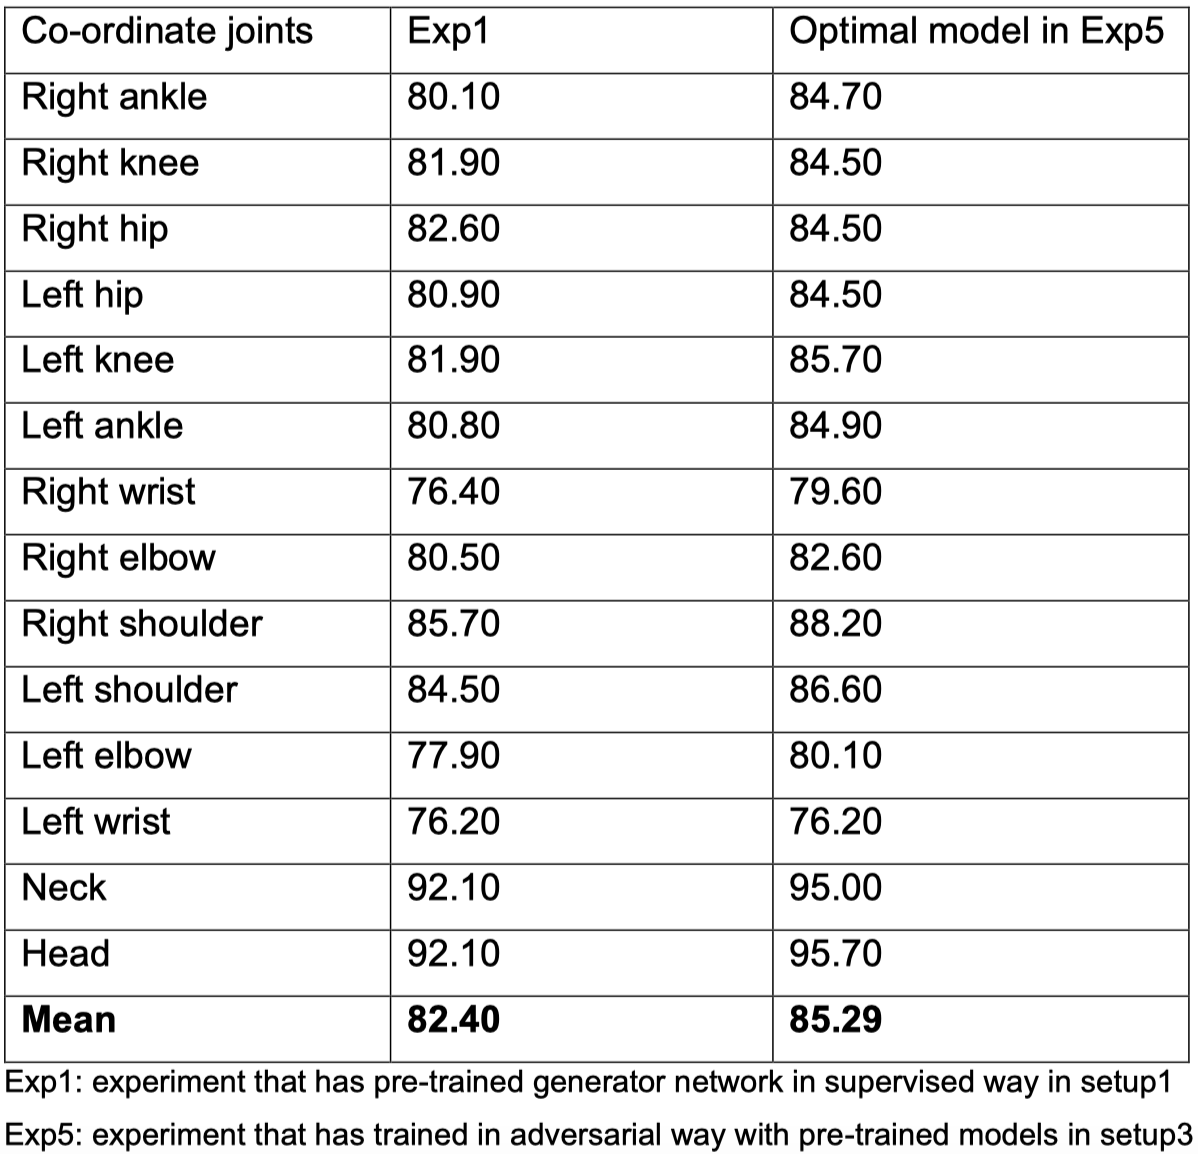 Co-ordinate joints Exp1 Optimal model in Exp5
Right ankle 80.10 84.70
Right knee 81.90 84.50
Right hip 82.60 84.50
Left hip 80.90 84.50
Left knee 81.90 85.70
Left ankle 80.80 84.90
Right wrist 76.40 79.60
Right elbow 80.50 82.60
Right shoulder 85.70 88.20
Left shoulder 84.50 86.60
Left elbow 77.90 80.10
Left wrist 76.20 76.20
Neck 92.10 95.00
Head 92.10 95.70
Mean 82.40 85.29
Exp1: experiment that has pre-trained generator network in supervised way in setup1
Exp5: experiment that has trained in adversarial way with pre-trained models in setup3